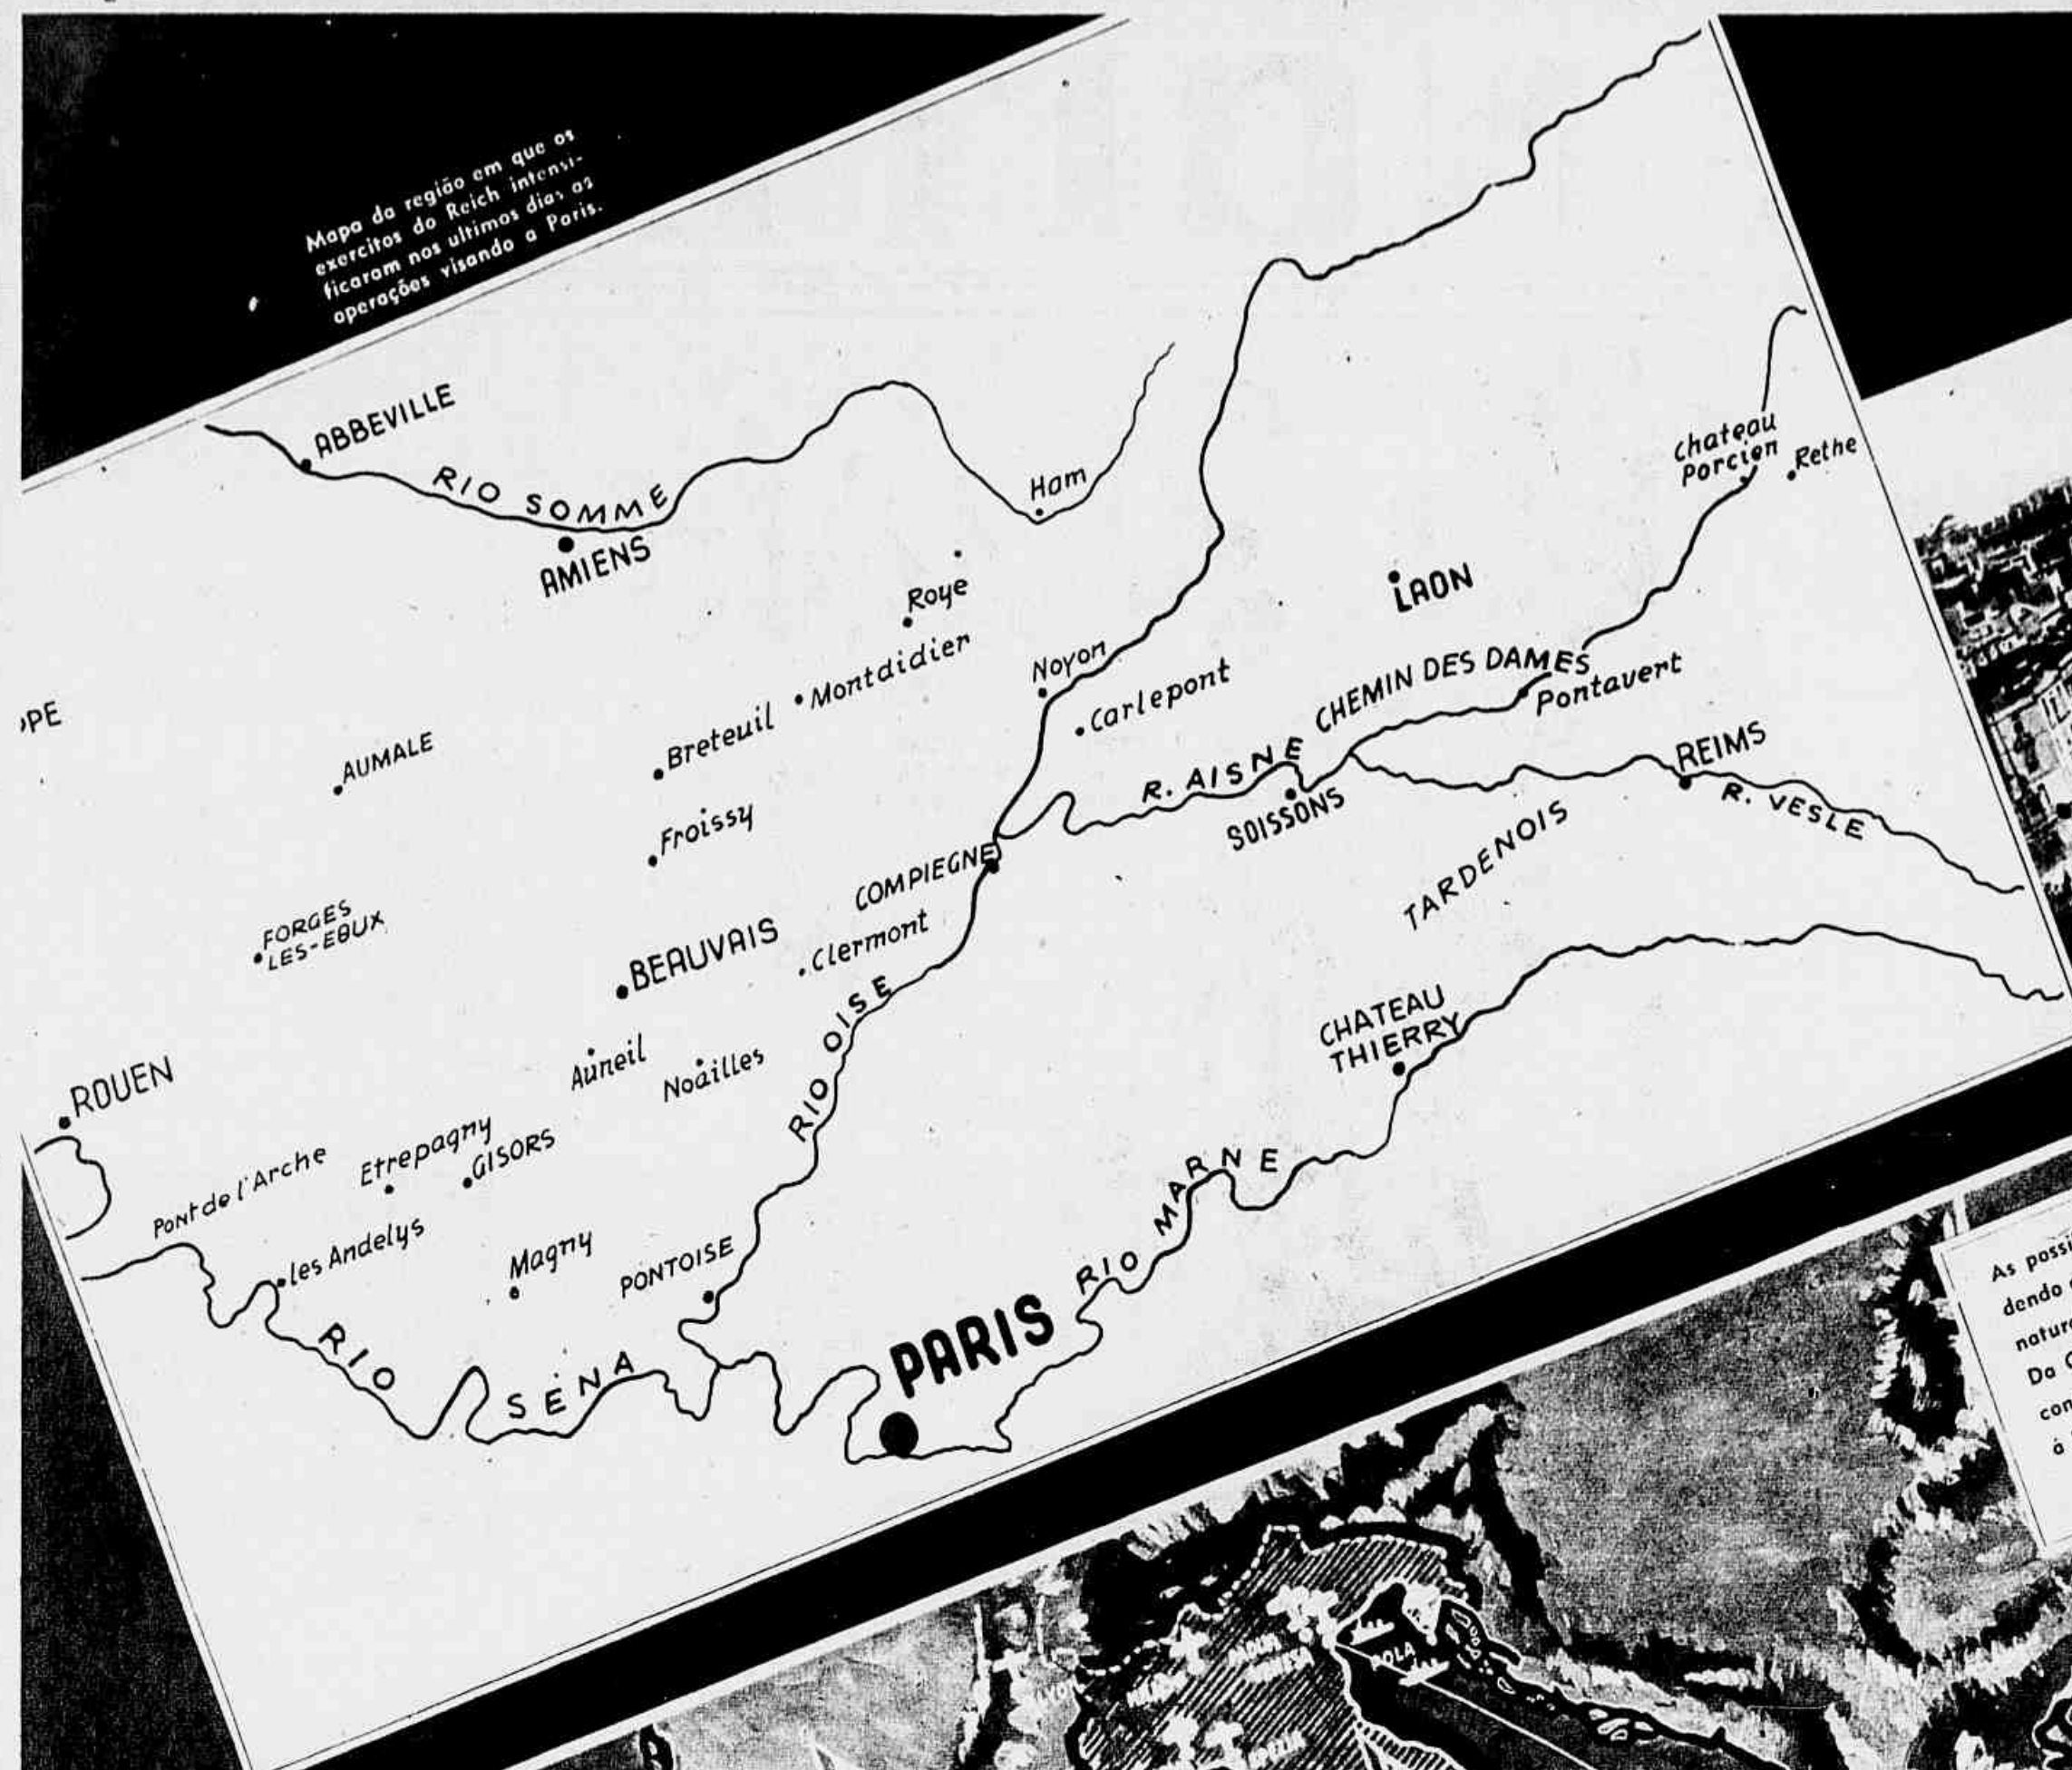 Mapa da região em que os
exercitos do Reich intensi-
ficaram nos ultimos dias as
operações visando a Paris.
ABBEVILLE
RIO SOMME
AMIENS
Ham
Chateau
Porcien
Rethe
Roye
LAON
Montdidier
Noyon
Carlepont
CHEMIN DES DAMES
Pontavert
PE
AUMALE
Breteuil
R. AISNE
REIMS
R. VESLE
Froissy
SOISSONS
TARDENOIS
COMPIEGNE
FORGES
LES-EAUX
BEAUVAIS
Clermont
RIO OISE
CHATEAU
THIERRY
ROUEN
Auneil
Noailles
Etrepagny
GISORS
Pont de l'Arche
les Andelys
Magny
PONTOISE
RIO MARNE
PARIS
RIO SENA
As possi
dendo
natur
Da
con
á
POLA